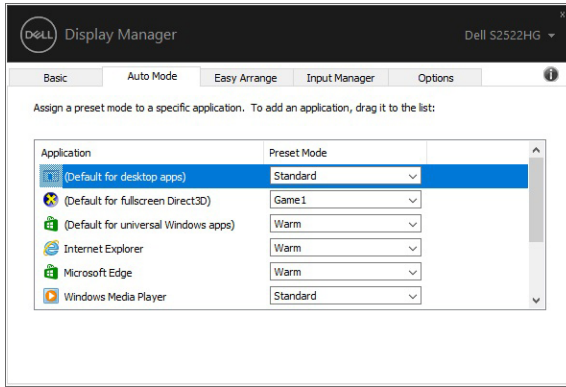 DELL Display Manager Dell S2522HG
Basic Auto Mode Easy Arrange Input Manager Options
Assign a preset mode to a specific application. To add an application, drag it to the list:
Application Preset Mode
(Default for desktop apps) Standard
(Default for fullscreen Direct3D) Game1
(Default for universal Windows apps) Warm
Internet Explorer Warm
Microsoft Edge Warm
Windows Media Player Standard